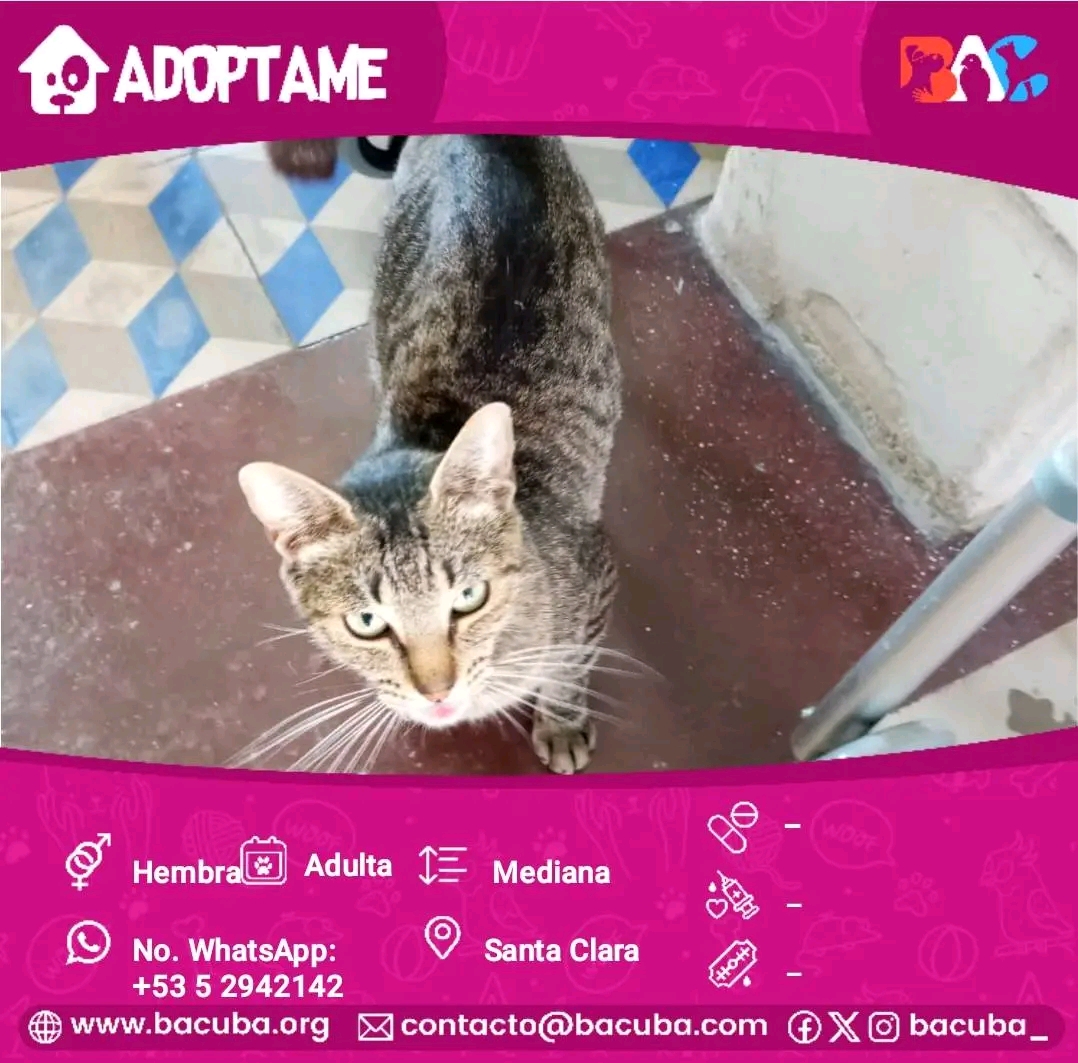 ADOPTAME
BAC
Hembra
Adulta
Mediana
-
-
No. WhatsApp:
+53 5 2942142
Santa Clara
-
www.bacuba.org contacto@bacuba.com bacuba_